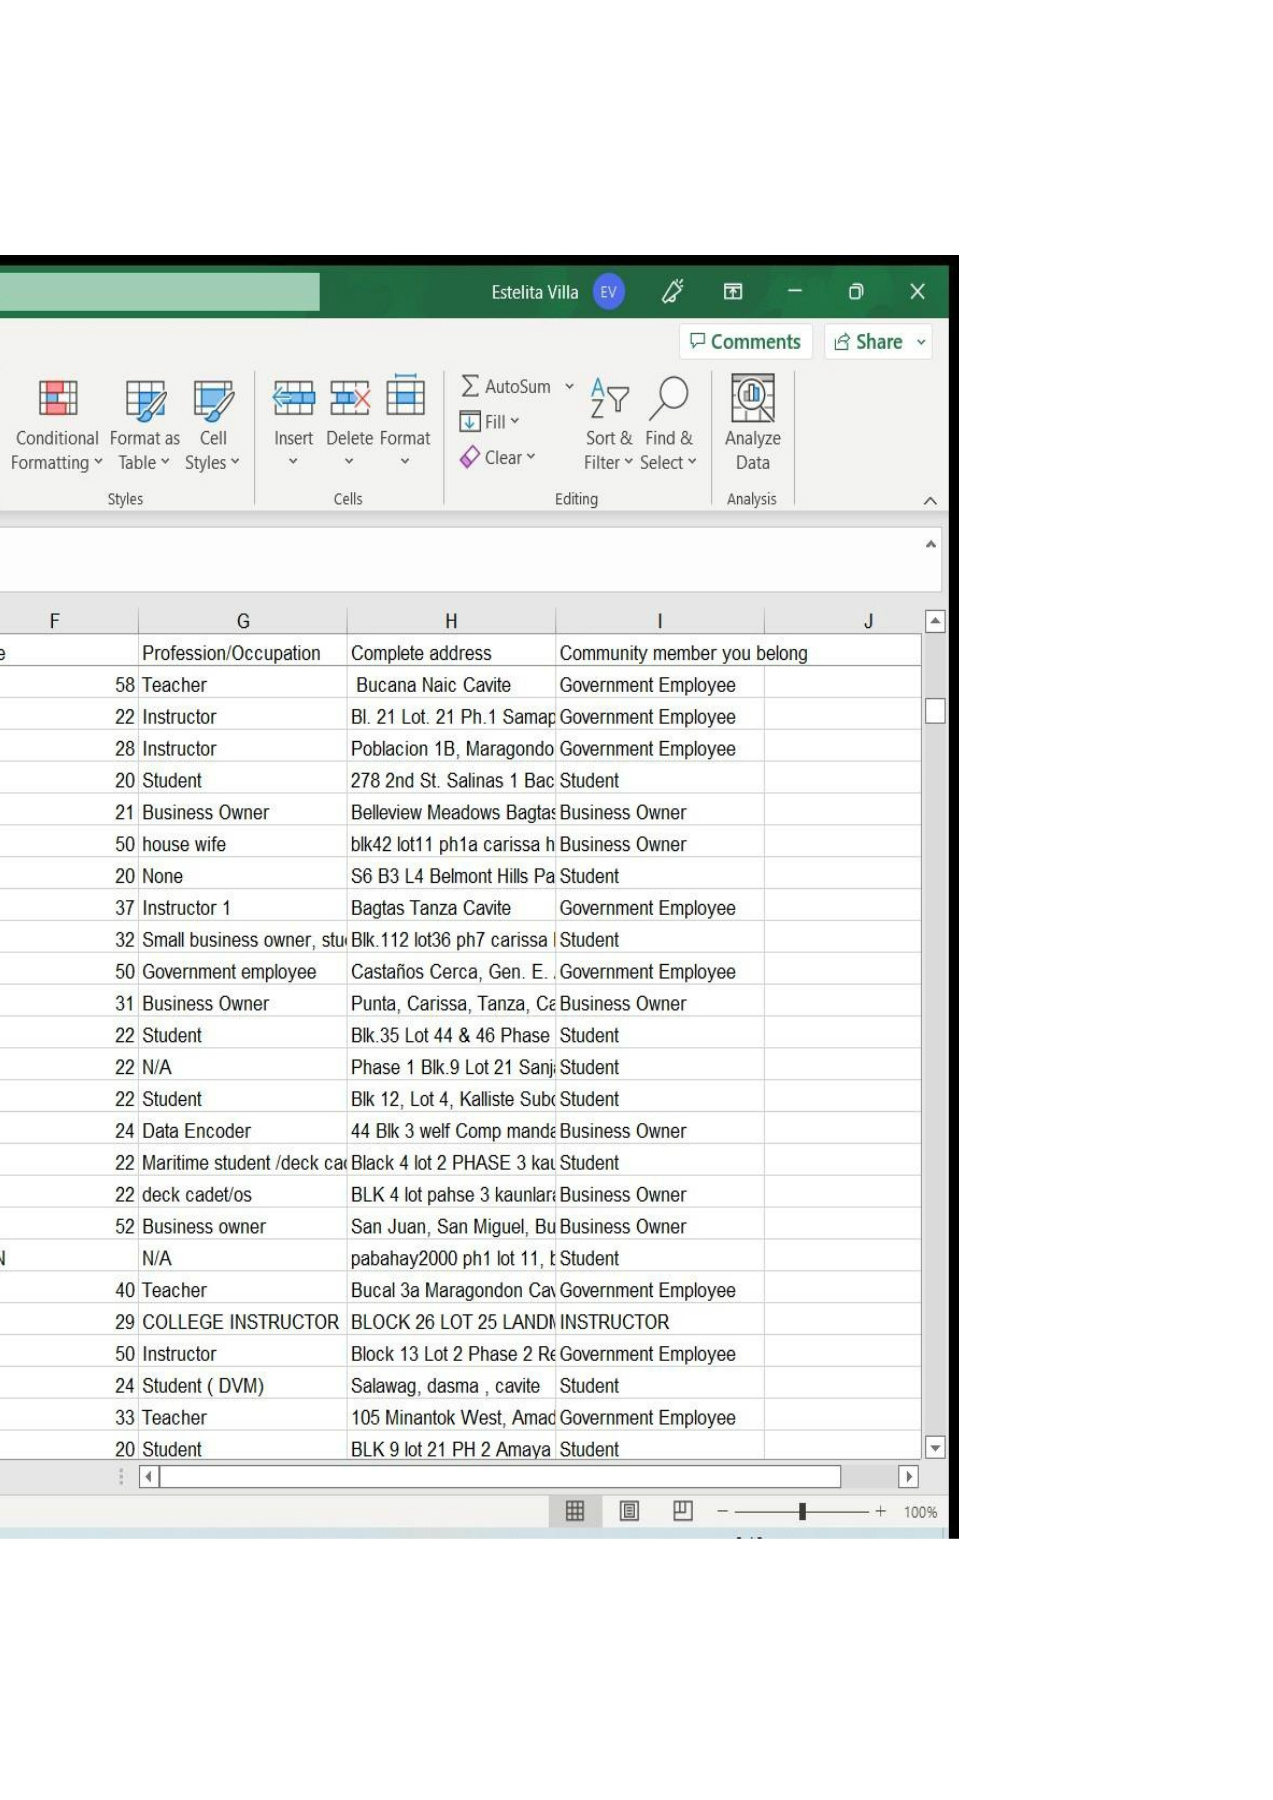 Estelita Villa EV
Comments Share
AutoSum
Fill
Clear
Conditional Format as Cell Insert Delete Format Sort & Find & Analyze
Formatting Table Styles Filter Select Data
Styles Cells Editing Analysis
F G H I J
e Profession/Occupation Complete address Community member you belong
58 Teacher Bucana Naic Cavite Government Employee
22 Instructor Bl. 21 Lot. 21 Ph.1 Samap Government Employee
28 Instructor Poblacion 1B, Maragondo Government Employee
20 Student 278 2nd St. Salinas 1 Bac Student
21 Business Owner Belleview Meadows Bagtas Business Owner
50 house wife blk42 lot11 ph1a carissa h Business Owner
20 None S6 B3 L4 Belmont Hills Pa Student
37 Instructor 1 Bagtas Tanza Cavite Government Employee
32 Small business owner, stu Blk.112 lot36 ph7 carissa Student
50 Government employee Castaños Cerca, Gen. E. Government Employee
31 Business Owner Punta, Carissa, Tanza, Ca Business Owner
22 Student Blk.35 Lot 44 & 46 Phase Student
22 N/A Phase 1 Blk.9 Lot 21 Sanj Student
22 Student Blk 12, Lot 4, Kalliste Subd Student
24 Data Encoder 44 Blk 3 welf Comp manda Business Owner
22 Maritime student /deck cad Black 4 lot 2 PHASE 3 kau Student
22 deck cadet/os BLK 4 lot pahse 3 kaunlara Business Owner
52 Business owner San Juan, San Miguel, Bu Business Owner
N N/A pabahay2000 ph1 lot 11, b Student
40 Teacher Bucal 3a Maragondon Cav Government Employee
29 COLLEGE INSTRUCTOR BLOCK 26 LOT 25 LANDM INSTRUCTOR
50 Instructor Block 13 Lot 2 Phase 2 Re Government Employee
24 Student ( DVM) Salawag, dasma , cavite Student
33 Teacher 105 Minantok West, Amad Government Employee
20 Student BLK 9 lot 21 PH 2 Amaya Student
100%